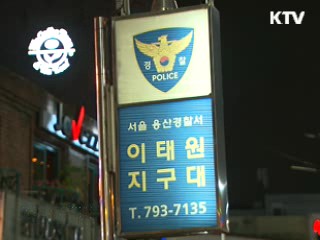 KTV
경 찰
POLICE
서울 용산경찰서
이태원
지구대
T. 793-7135